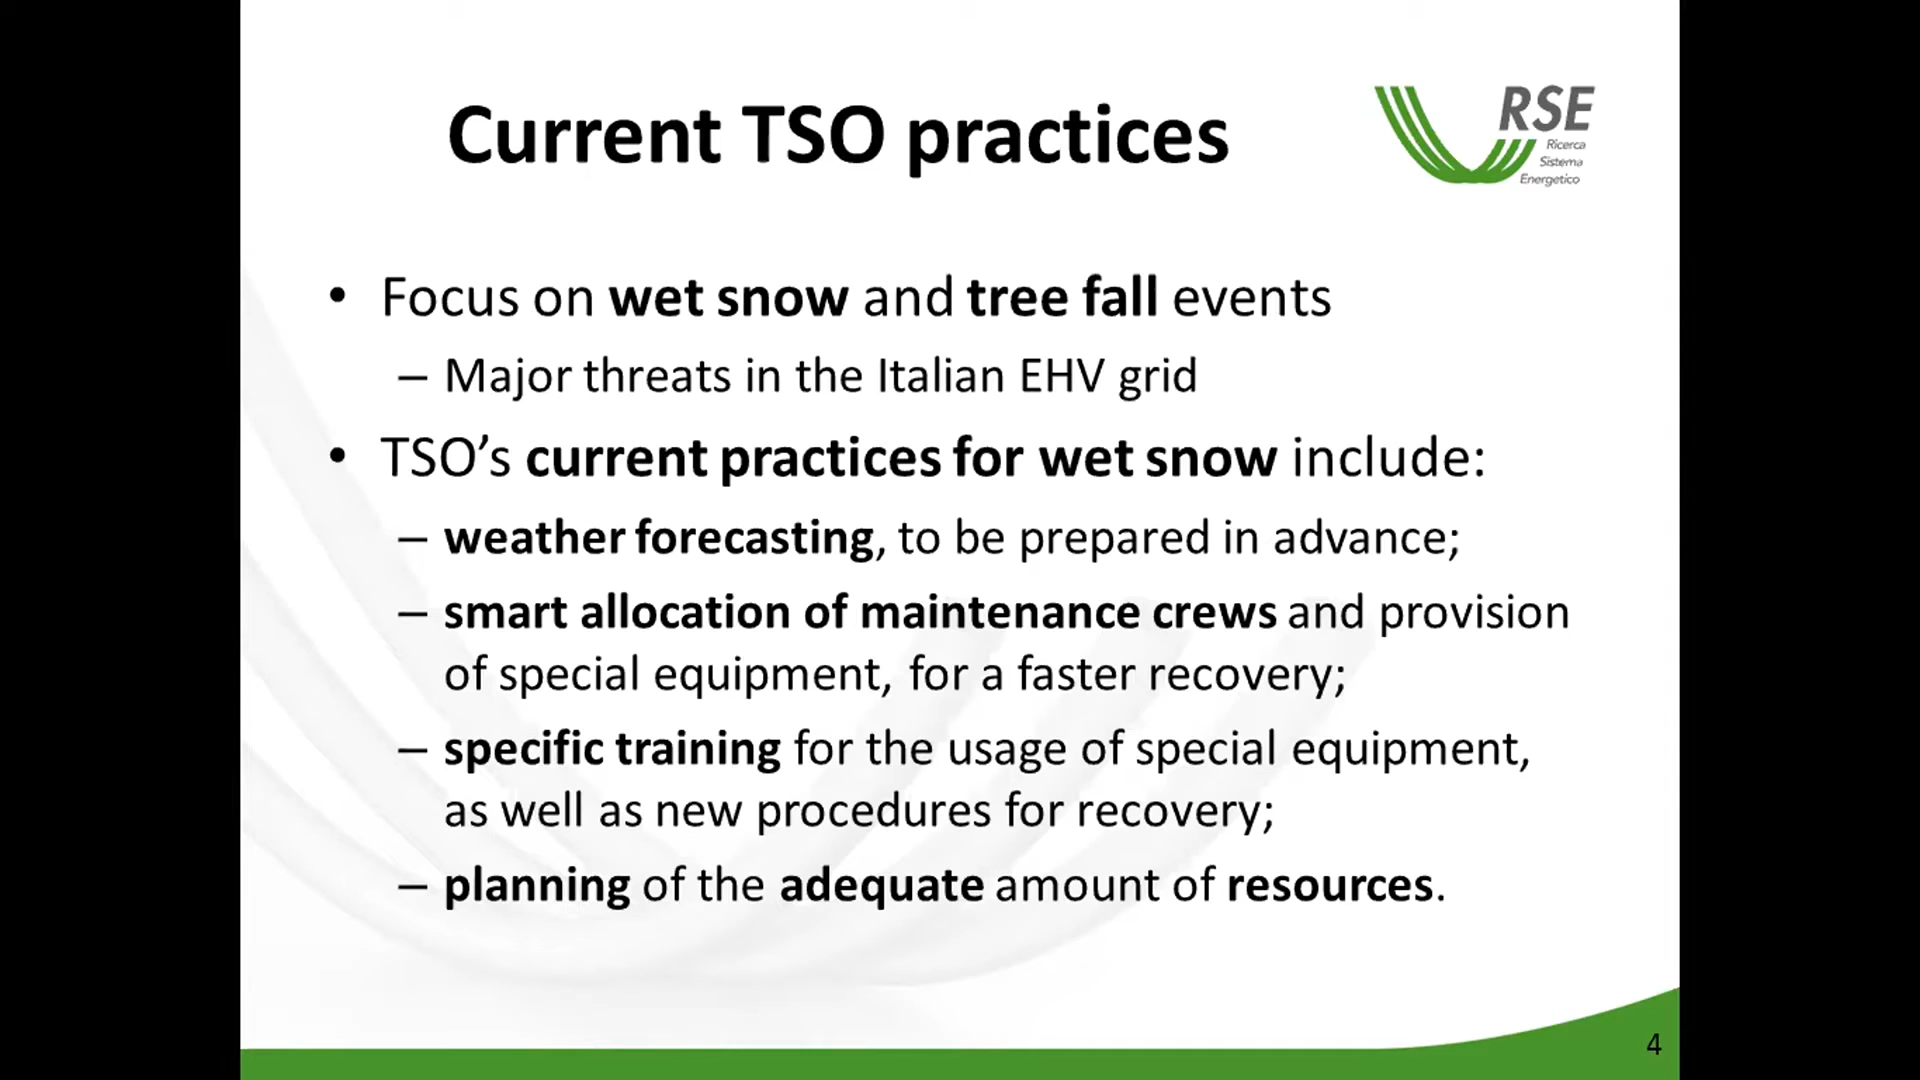 Current TSO practices
RSE
Ricerca
Sistema
Energetico
• Focus on wet snow and tree fall events
– Major threats in the Italian EHV grid
• TSO’s current practices for wet snow include:
– weather forecasting, to be prepared in advance;
– smart allocation of maintenance crews and provision
of special equipment, for a faster recovery;
– specific training for the usage of special equipment,
as well as new procedures for recovery;
– planning of the adequate amount of resources.
4